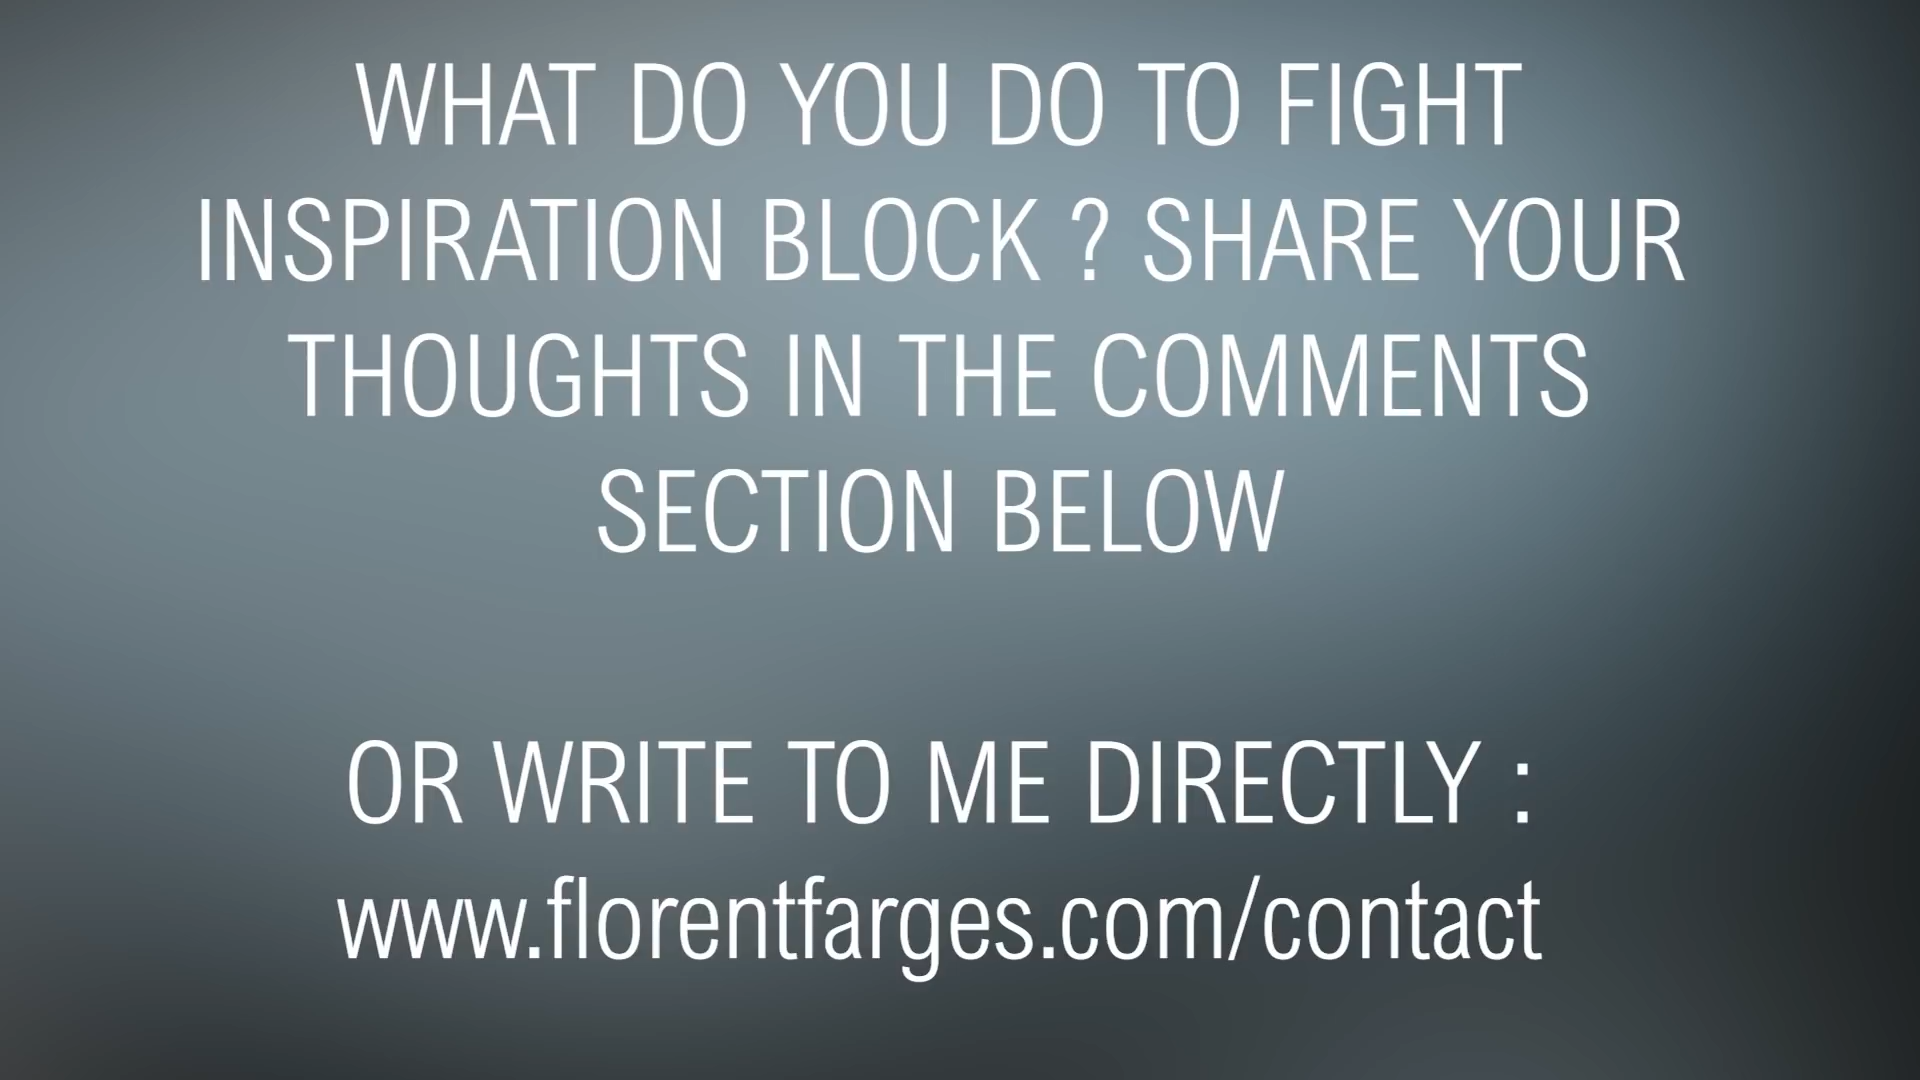 WHAT DO YOU DO TO FIGHT
INSPIRATION BLOCK ? SHARE YOUR
THOUGHTS IN THE COMMENTS
SECTION BELOW
OR WRITE TO ME DIRECTLY :
www.florentfarges.com/contact